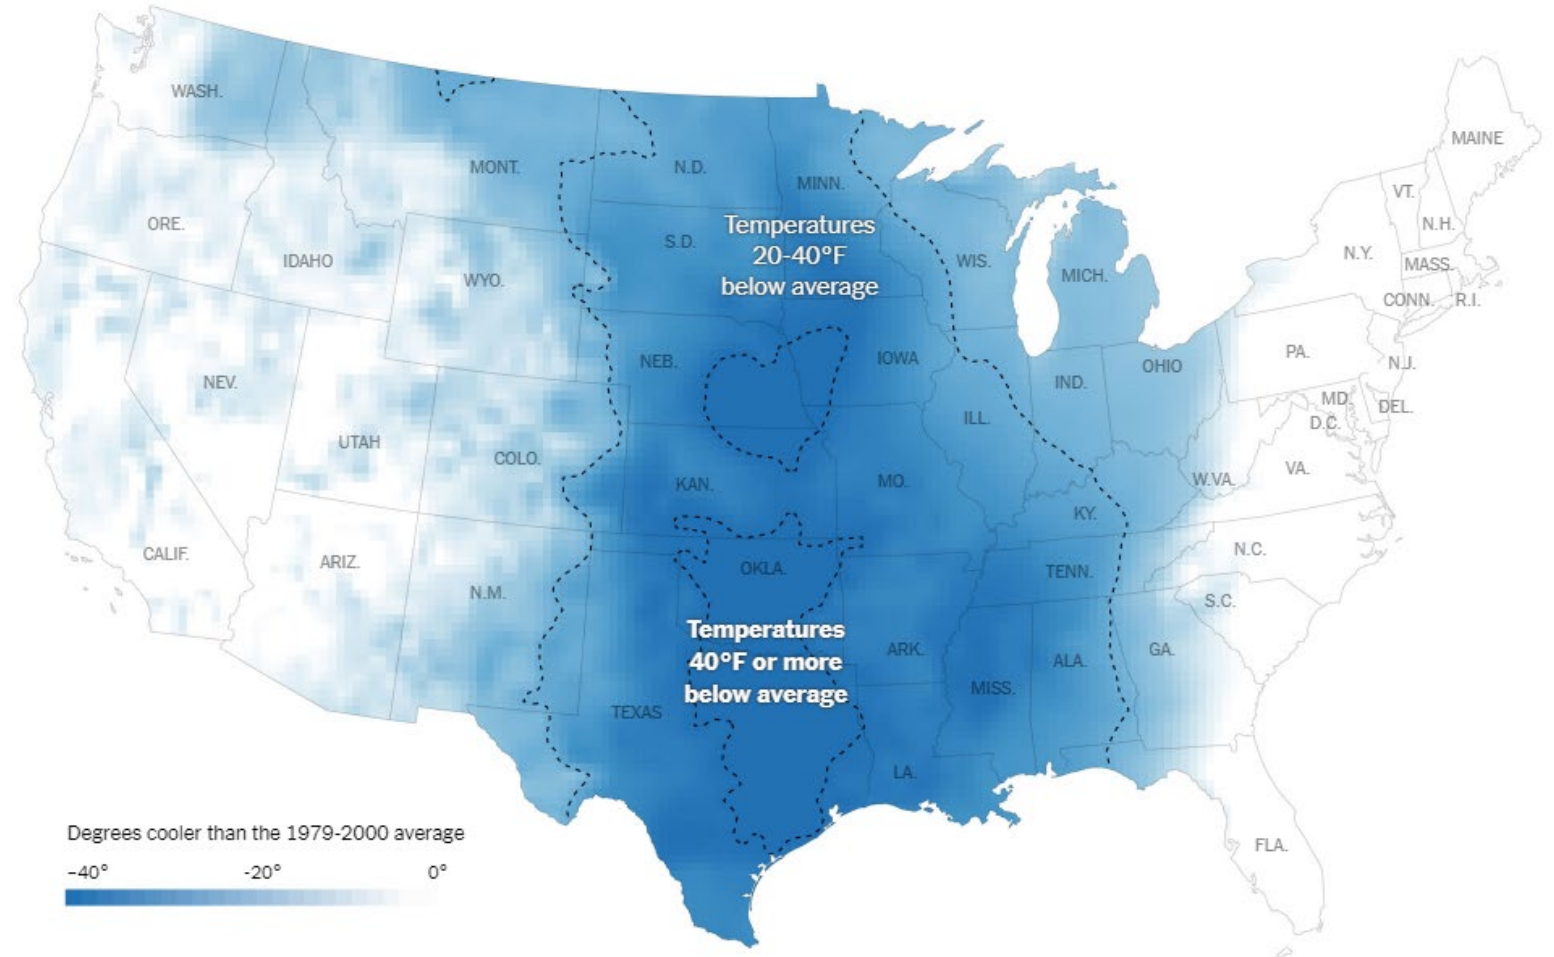 MAINE
WASH.
VT.
MONT.
N.D.
MINN.
ORE.
N.H.
Temperatures
20-40°F
below average
S.D.
N.Y.
IDAHO
WIS.
MASS.
MICH.
WYO.
CONN.
R.I.
PA.
NEB.
IOWA
OHIO
N.J.
NEV.
IND.
MD.
DEL.
ILL.
D.C.
UTAH
COLO.
VA.
KAN.
MO.
W.VA.
KY.
CALIF.
N.C.
ARIZ.
OKLA.
TENN.
N.M.
S.C.
Temperatures
40°F or more
below average
ARK.
GA.
ALA.
MISS.
TEXAS
LA.
Degrees cooler than the 1979-2000 average
FLA.
−40° -20° 0°